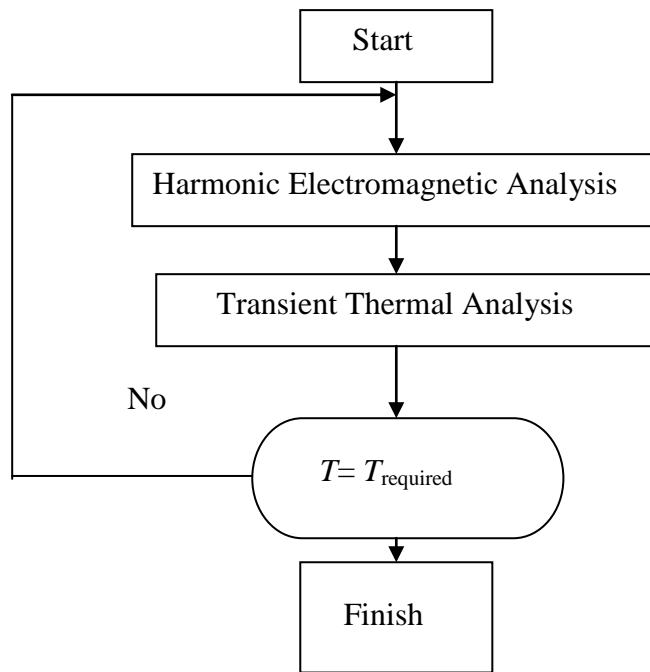 Start
Harmonic Electromagnetic Analysis
Transient Thermal Analysis
No
T= Trequired
Finish